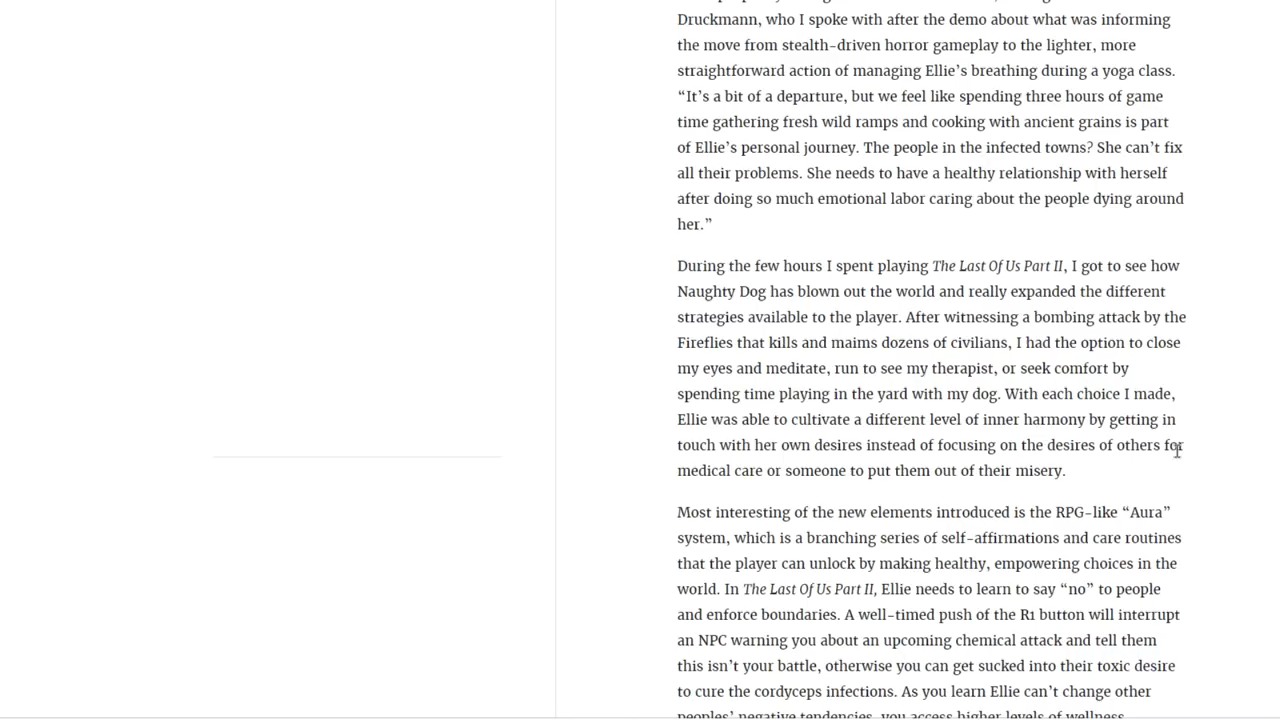 Druckmann, who I spoke with after the demo about what was informing
the move from stealth-driven horror gameplay to the lighter, more
straightforward action of managing Ellie’s breathing during a yoga class.
“It’s a bit of a departure, but we feel like spending three hours of game
time gathering fresh wild ramps and cooking with ancient grains is part
of Ellie’s personal journey. The people in the infected towns? She can’t fix
all their problems. She needs to have a healthy relationship with herself
after doing so much emotional labor caring about the people dying around
her.”
During the few hours I spent playing The Last Of Us Part II, I got to see how
Naughty Dog has blown out the world and really expanded the different
strategies available to the player. After witnessing a bombing attack by the
Fireflies that kills and maims dozens of civilians, I had the option to close
my eyes and meditate, run to see my therapist, or seek comfort by
spending time playing in the yard with my dog. With each choice I made,
Ellie was able to cultivate a different level of inner harmony by getting in
touch with her own desires instead of focusing on the desires of others for
medical care or someone to put them out of their misery.
Most interesting of the new elements introduced is the RPG-like “Aura”
system, which is a branching series of self-affirmations and care routines
that the player can unlock by making healthy, empowering choices in the
world. In The Last Of Us Part II, Ellie needs to learn to say “no” to people
and enforce boundaries. A well-timed push of the R1 button will interrupt
an NPC warning you about an upcoming chemical attack and tell them
this isn’t your battle, otherwise you can get sucked into their toxic desire
to cure the cordyceps infections. As you learn Ellie can’t change other
peoples’ negative tendencies, you access higher levels of wellness